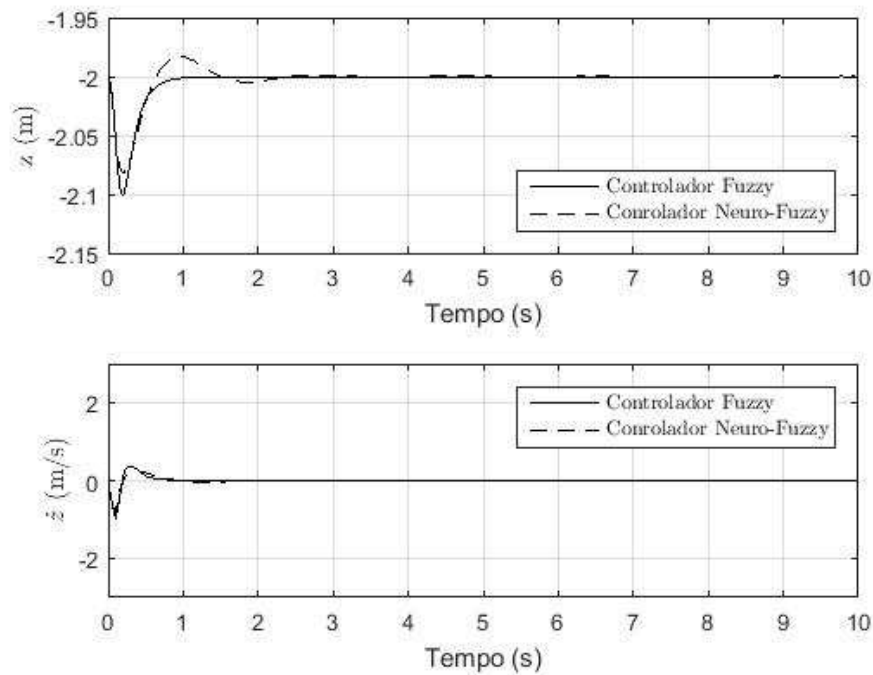 -1.95
-2
-2.05
-2.1
-2.15
z (m)
Controlador Fuzzy
Conrolador Neuro-Fuzzy
0 1 2 3 4 5 6 7 8 9 10
Tempo (s)
2
0
-2
ż (m/s)
Controlador Fuzzy
Conrolador Neuro-Fuzzy
0 1 2 3 4 5 6 7 8 9 10
Tempo (s)